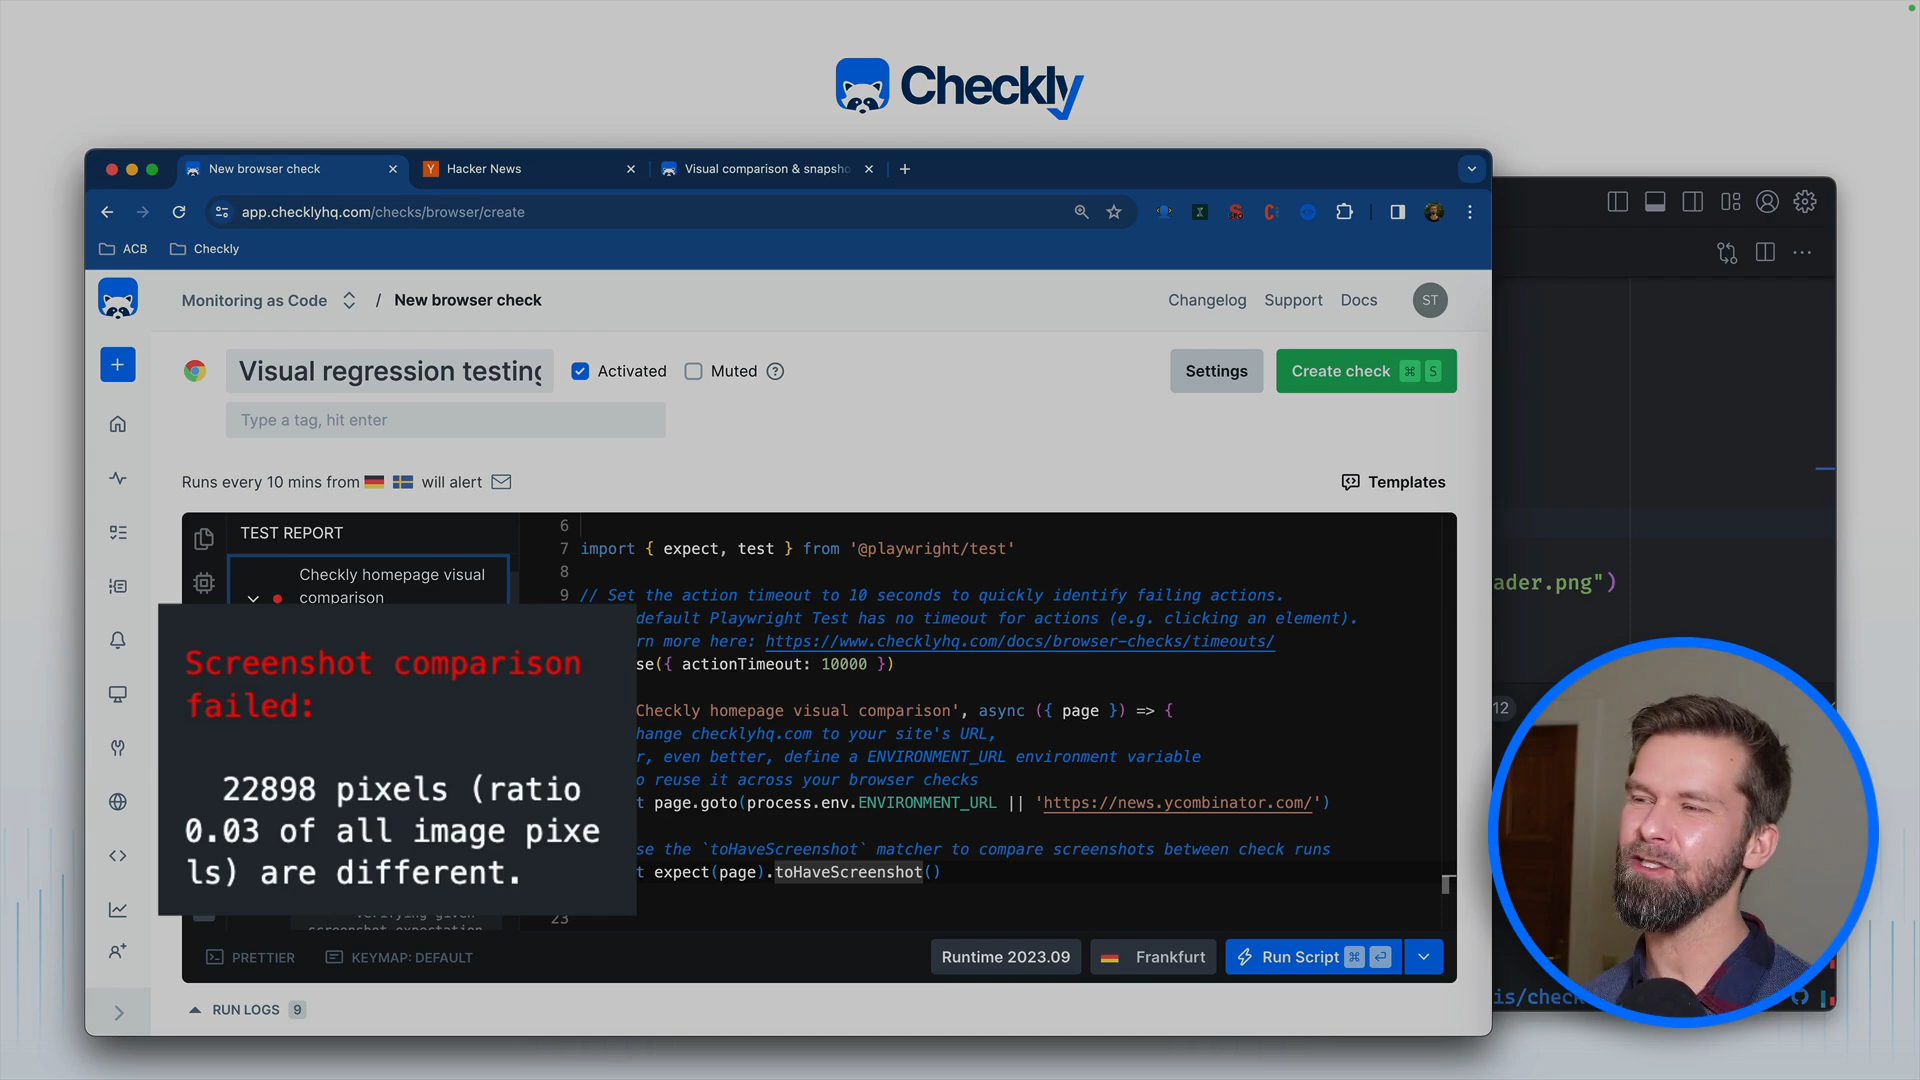 Checkly
New browser check
Hacker News
Visual comparison & snapsho
app.checklyhq.com/checks/browser/create
ACB
Checkly
Monitoring as Code
/
New browser check
Changelog
Support
Docs
ST
Visual regression testing
Activated
Muted
Settings
Create check ⌘ S
Type a tag, hit enter
Runs every 10 mins from
will alert
Templates
TEST REPORT
Checkly homepage visual
comparison
6
7 import { expect, test } from '@playwright/test'
8
9 // Set the action timeout to 10 seconds to quickly identify failing actions.
default Playwright Test has no timeout for actions (e.g. clicking an element).
rn more here: https://www.checklyhq.com/docs/browser-checks/timeouts/
se({ actionTimeout: 10000 })
Checkly homepage visual comparison', async ({ page }) => {
hange checklyhq.com to your site's URL,
r, even better, define a ENVIRONMENT_URL environment variable
o reuse it across your browser checks
t page.goto(process.env.ENVIRONMENT_URL || 'https://news.ycombinator.com/')
se the `toHaveScreenshot` matcher to compare screenshots between check runs
t expect(page).toHaveScreenshot()
23
Screenshot comparison
failed:
22898 pixels (ratio
0.03 of all image pixe
ls) are different.
verifying given
screenshot expectation
PRETTIER
KEYMAP: DEFAULT
Runtime 2023.09
Frankfurt
Run Script ⌘
RUN LOGS 9
ader.png")
12
is/check